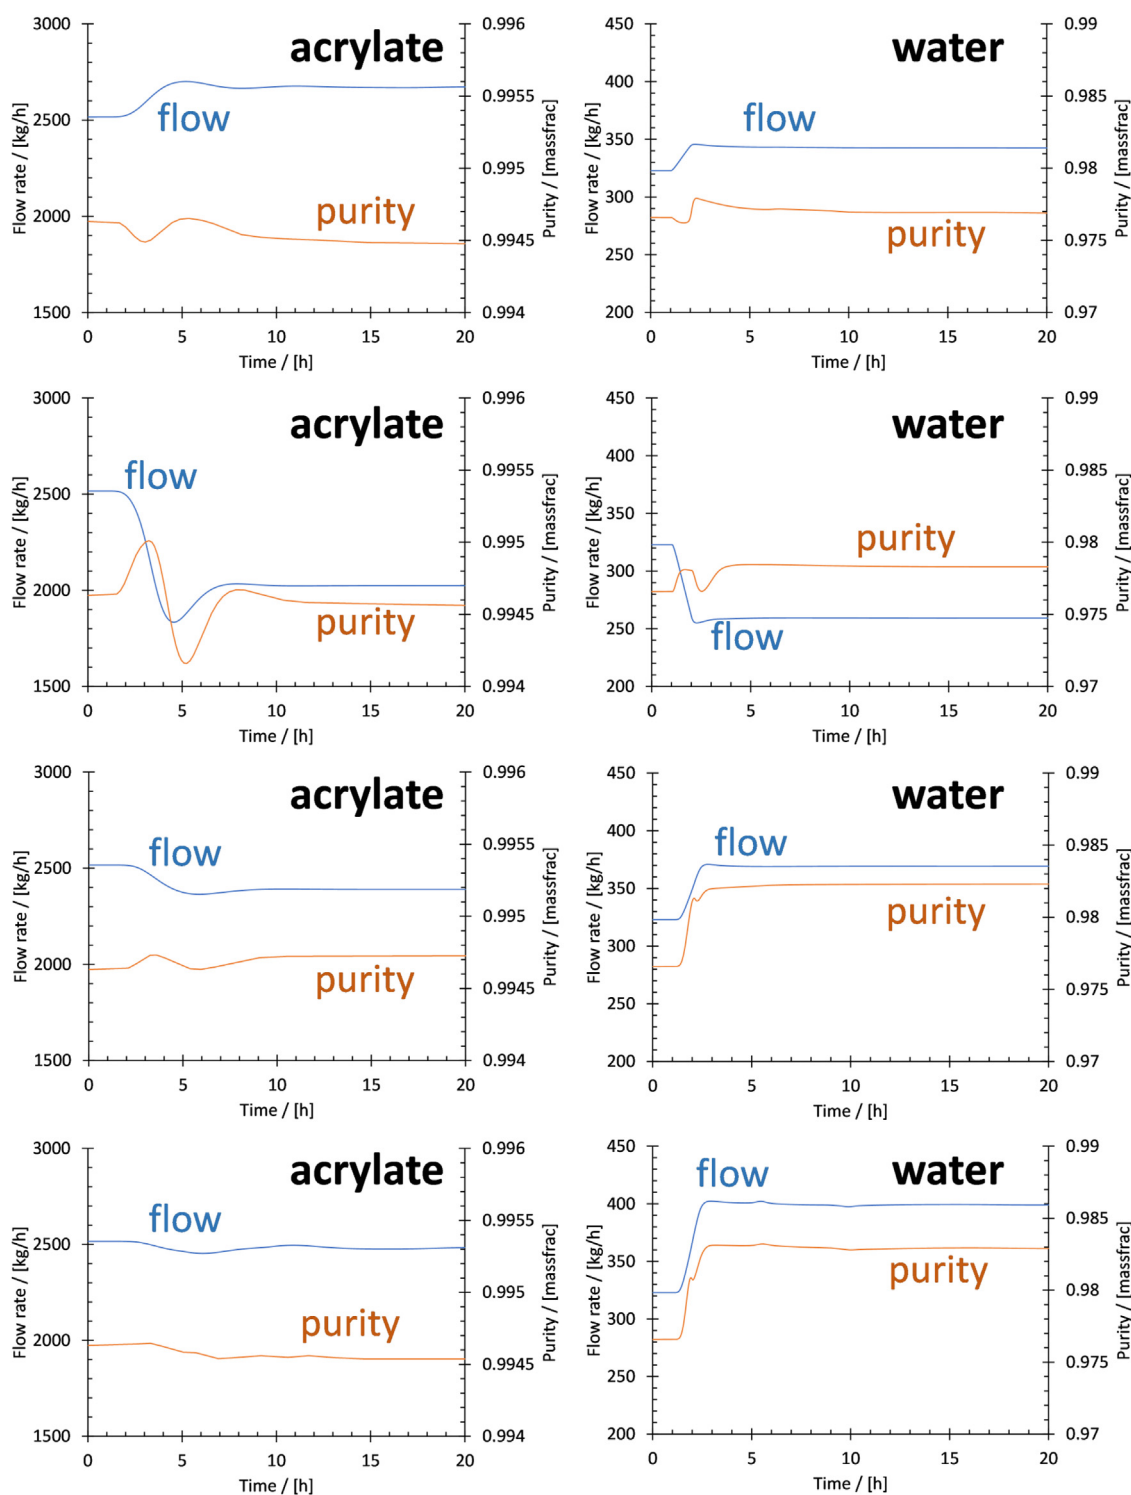 3000
2500
2000
1500
Flow rate / [kg/h]
acrylate
flow
purity
0.996
0.9955
0.995
0.9945
0.994
Purity / [massfrac]
0 5 10 15 20
Time / [h]
450
400
350
300
250
200
Flow rate / [kg/h]
water
flow
purity
0.99
0.985
0.98
0.975
0.97
Purity / [massfrac]
0 5 10 15 20
Time / [h]
3000
2500
2000
1500
Flow rate / [kg/h]
acrylate
flow
purity
0.996
0.9955
0.995
0.9945
0.994
Purity / [massfrac]
0 5 10 15 20
Time / [h]
450
400
350
300
250
200
Flow rate / [kg/h]
water
purity
flow
0.99
0.985
0.98
0.975
0.97
Purity / [massfrac]
0 5 10 15 20
Time / [h]
3000
2500
2000
1500
Flow rate / [kg/h]
acrylate
flow
purity
0.996
0.9955
0.995
0.9945
0.994
Purity / [massfrac]
0 5 10 15 20
Time / [h]
450
400
350
300
250
200
Flow rate / [kg/h]
water
flow
purity
0.99
0.985
0.98
0.975
0.97
Purity / [massfrac]
0 5 10 15 20
Time / [h]
3000
2500
2000
1500
Flow rate / [kg/h]
acrylate
flow
purity
0.996
0.9955
0.995
0.9945
0.994
Purity / [massfrac]
0 5 10 15 20
Time / [h]
450
400
350
300
250
200
Flow rate / [kg/h]
water
flow
purity
0.99
0.985
0.98
0.975
0.97
Purity / [massfrac]
0 5 10 15 20
Time / [h]